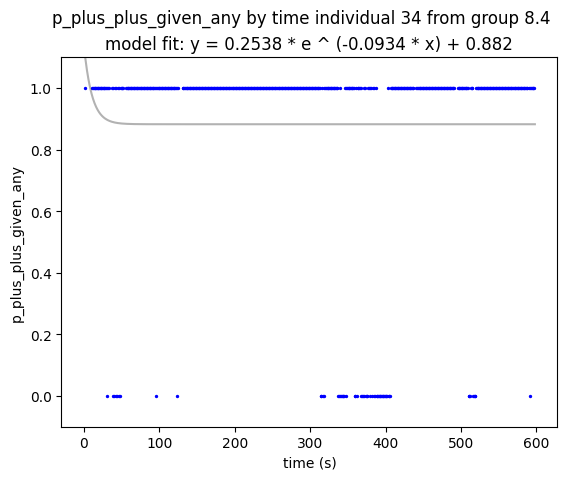 p_plus_plus_given_any by time individual 34 from group 8.4
model fit: y = 0.2538 * e ^ (-0.0934 * x) + 0.882
1.0
0.8
0.6
0.4
0.2
0.0
p_plus_plus_given_any
0 100 200 300 400 500 600
time (s)